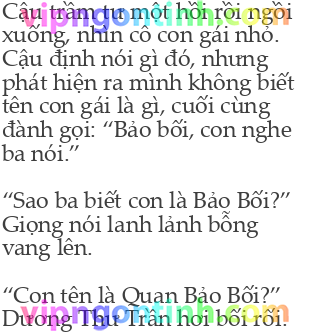 Cậu trầm tư một hồi rồi ngồi
xuống, nhìn cô con gái nhỏ.
Cậu định nói gì đó, nhưng
phát hiện ra mình không biết
tên con gái là gì, cuối cùng
đành gọi: “Bảo bối, con nghe
ba nói.”
“Sao ba biết con là Bảo Bối?”
Giọng nói lanh lảnh bỗng
vang lên.
“Con tên là Quan Bảo Bối?”
Dương Thư Trần hơi bối rối.
vipngontinh.com
vipngontinh.com